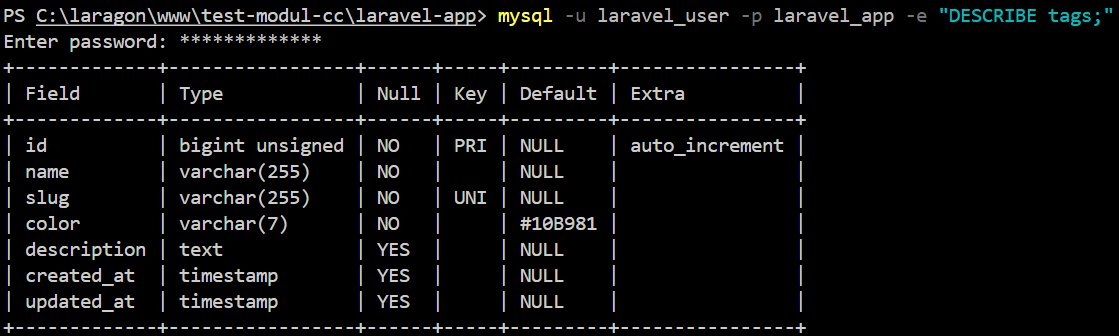 PS C:\laragon\www\test-modul-cc\laravel-app> mysql -u laravel_user -p laravel_app -e "DESCRIBE tags;"
Enter password: *************
+-------------+-----------------+------+-----+---------+----------------+
| Field       | Type            | Null | Key | Default | Extra          |
+-------------+-----------------+------+-----+---------+----------------+
| id          | bigint unsigned | NO   | PRI | NULL    | auto_increment |
| name        | varchar(255)    | NO   |     | NULL    |                |
| slug        | varchar(255)    | NO   | UNI | NULL    |                |
| color       | varchar(7)      | NO   |     | #10B981 |                |
| description | text            | YES  |     | NULL    |                |
| created_at  | timestamp       | YES  |     | NULL    |                |
| updated_at  | timestamp       | YES  |     | NULL    |                |
+-------------+-----------------+------+-----+---------+----------------+